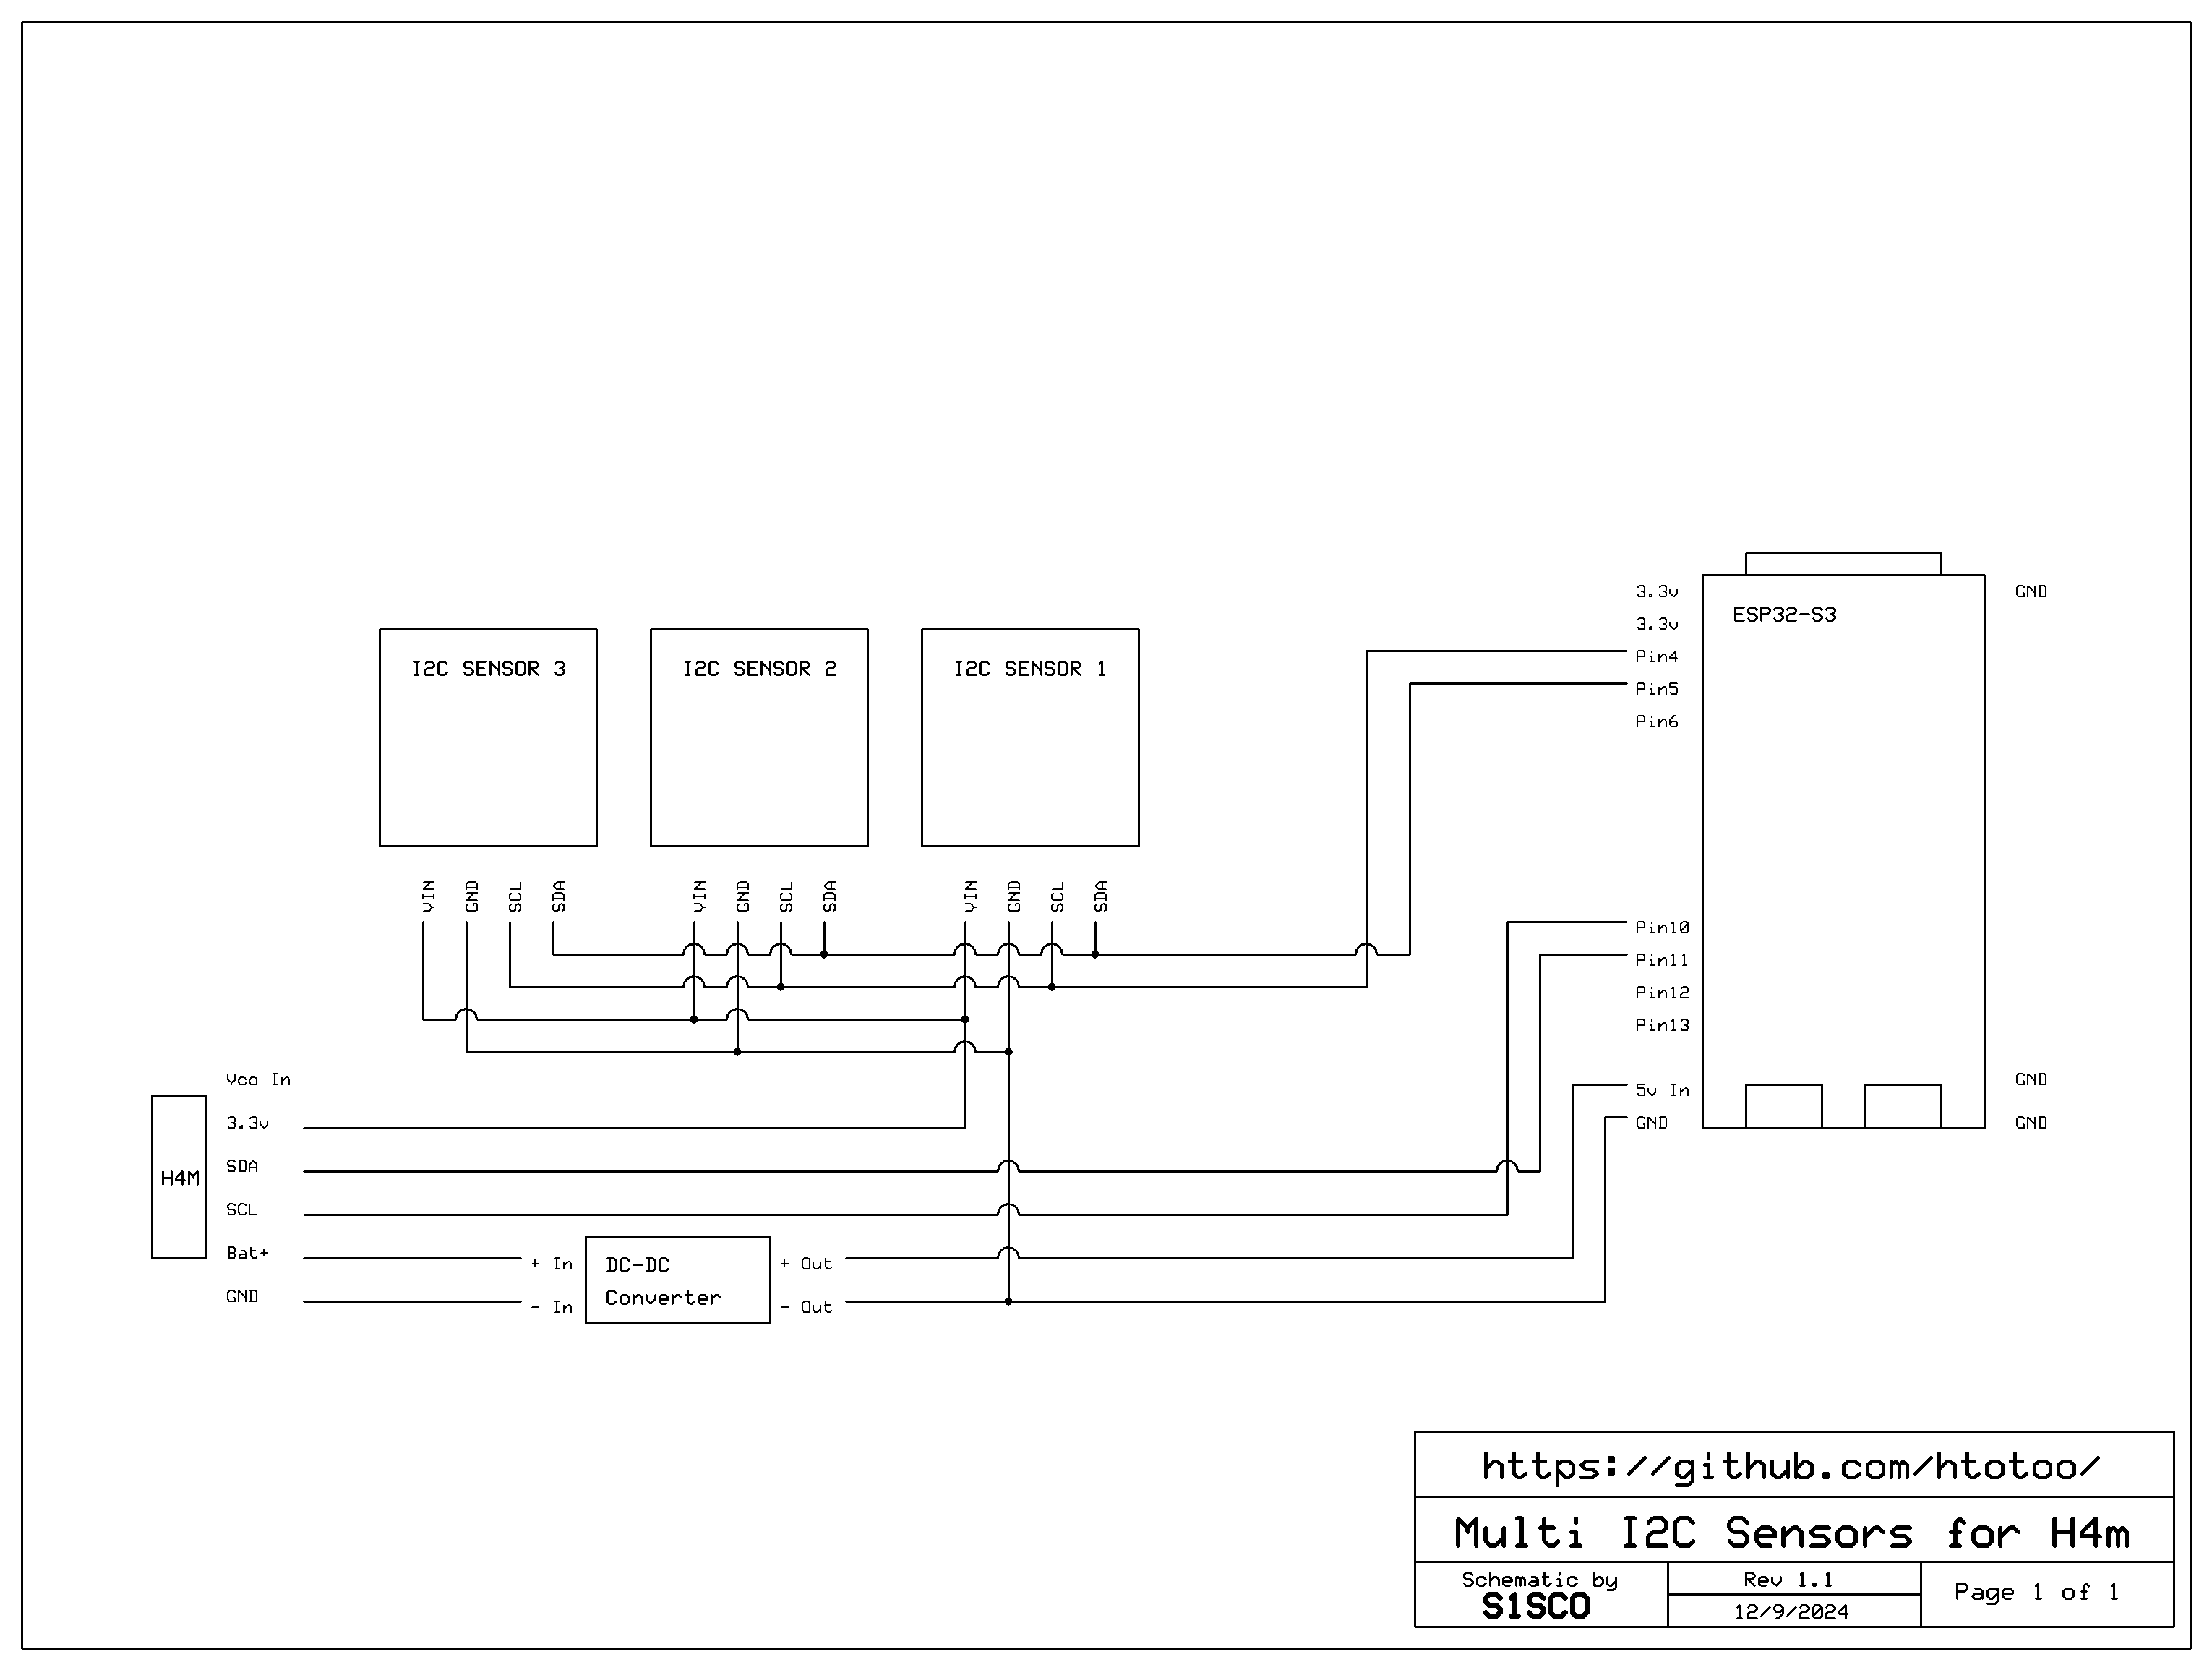 3.3v
GND
ESP32-S3
3.3v
Pin4
I2C SENSOR 3
I2C SENSOR 2
I2C SENSOR 1
Pin5
Pin6
VIN
GND
SCL
SDA
VIN
GND
SCL
SDA
VIN
GND
SCL
SDA
Pin10
Pin11
Pin12
Pin13
Vco In
5v In
GND
3.3v
GND
GND
SDA
H4M
SCL
Bat+
+ In
DC-DC
Converter
+ Out
GND
- In
- Out
https://github.com/htotoo/
Multi I2C Sensors for H4m
Schematic by
S1SCO
Rev 1.1
12/9/2024
Page 1 of 1